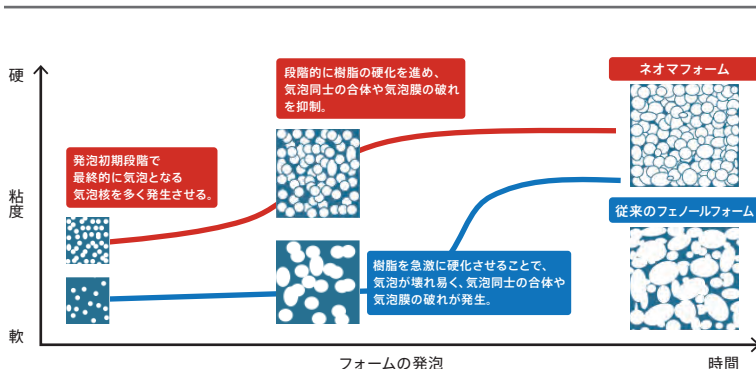 硬
粘度
軟
発泡初期段階で
最終的に気泡となる
気泡核を多く発生させる。
段階的に樹脂の硬化を進め、
気泡同士の合体や気泡膜の破れ
を抑制。
ネオマフォーム
従来のフェノールフォーム
樹脂を急激に硬化させることで、
気泡が壊れ易く、気泡同士の合体や
気泡膜の破れが発生。
フォームの発泡
時間